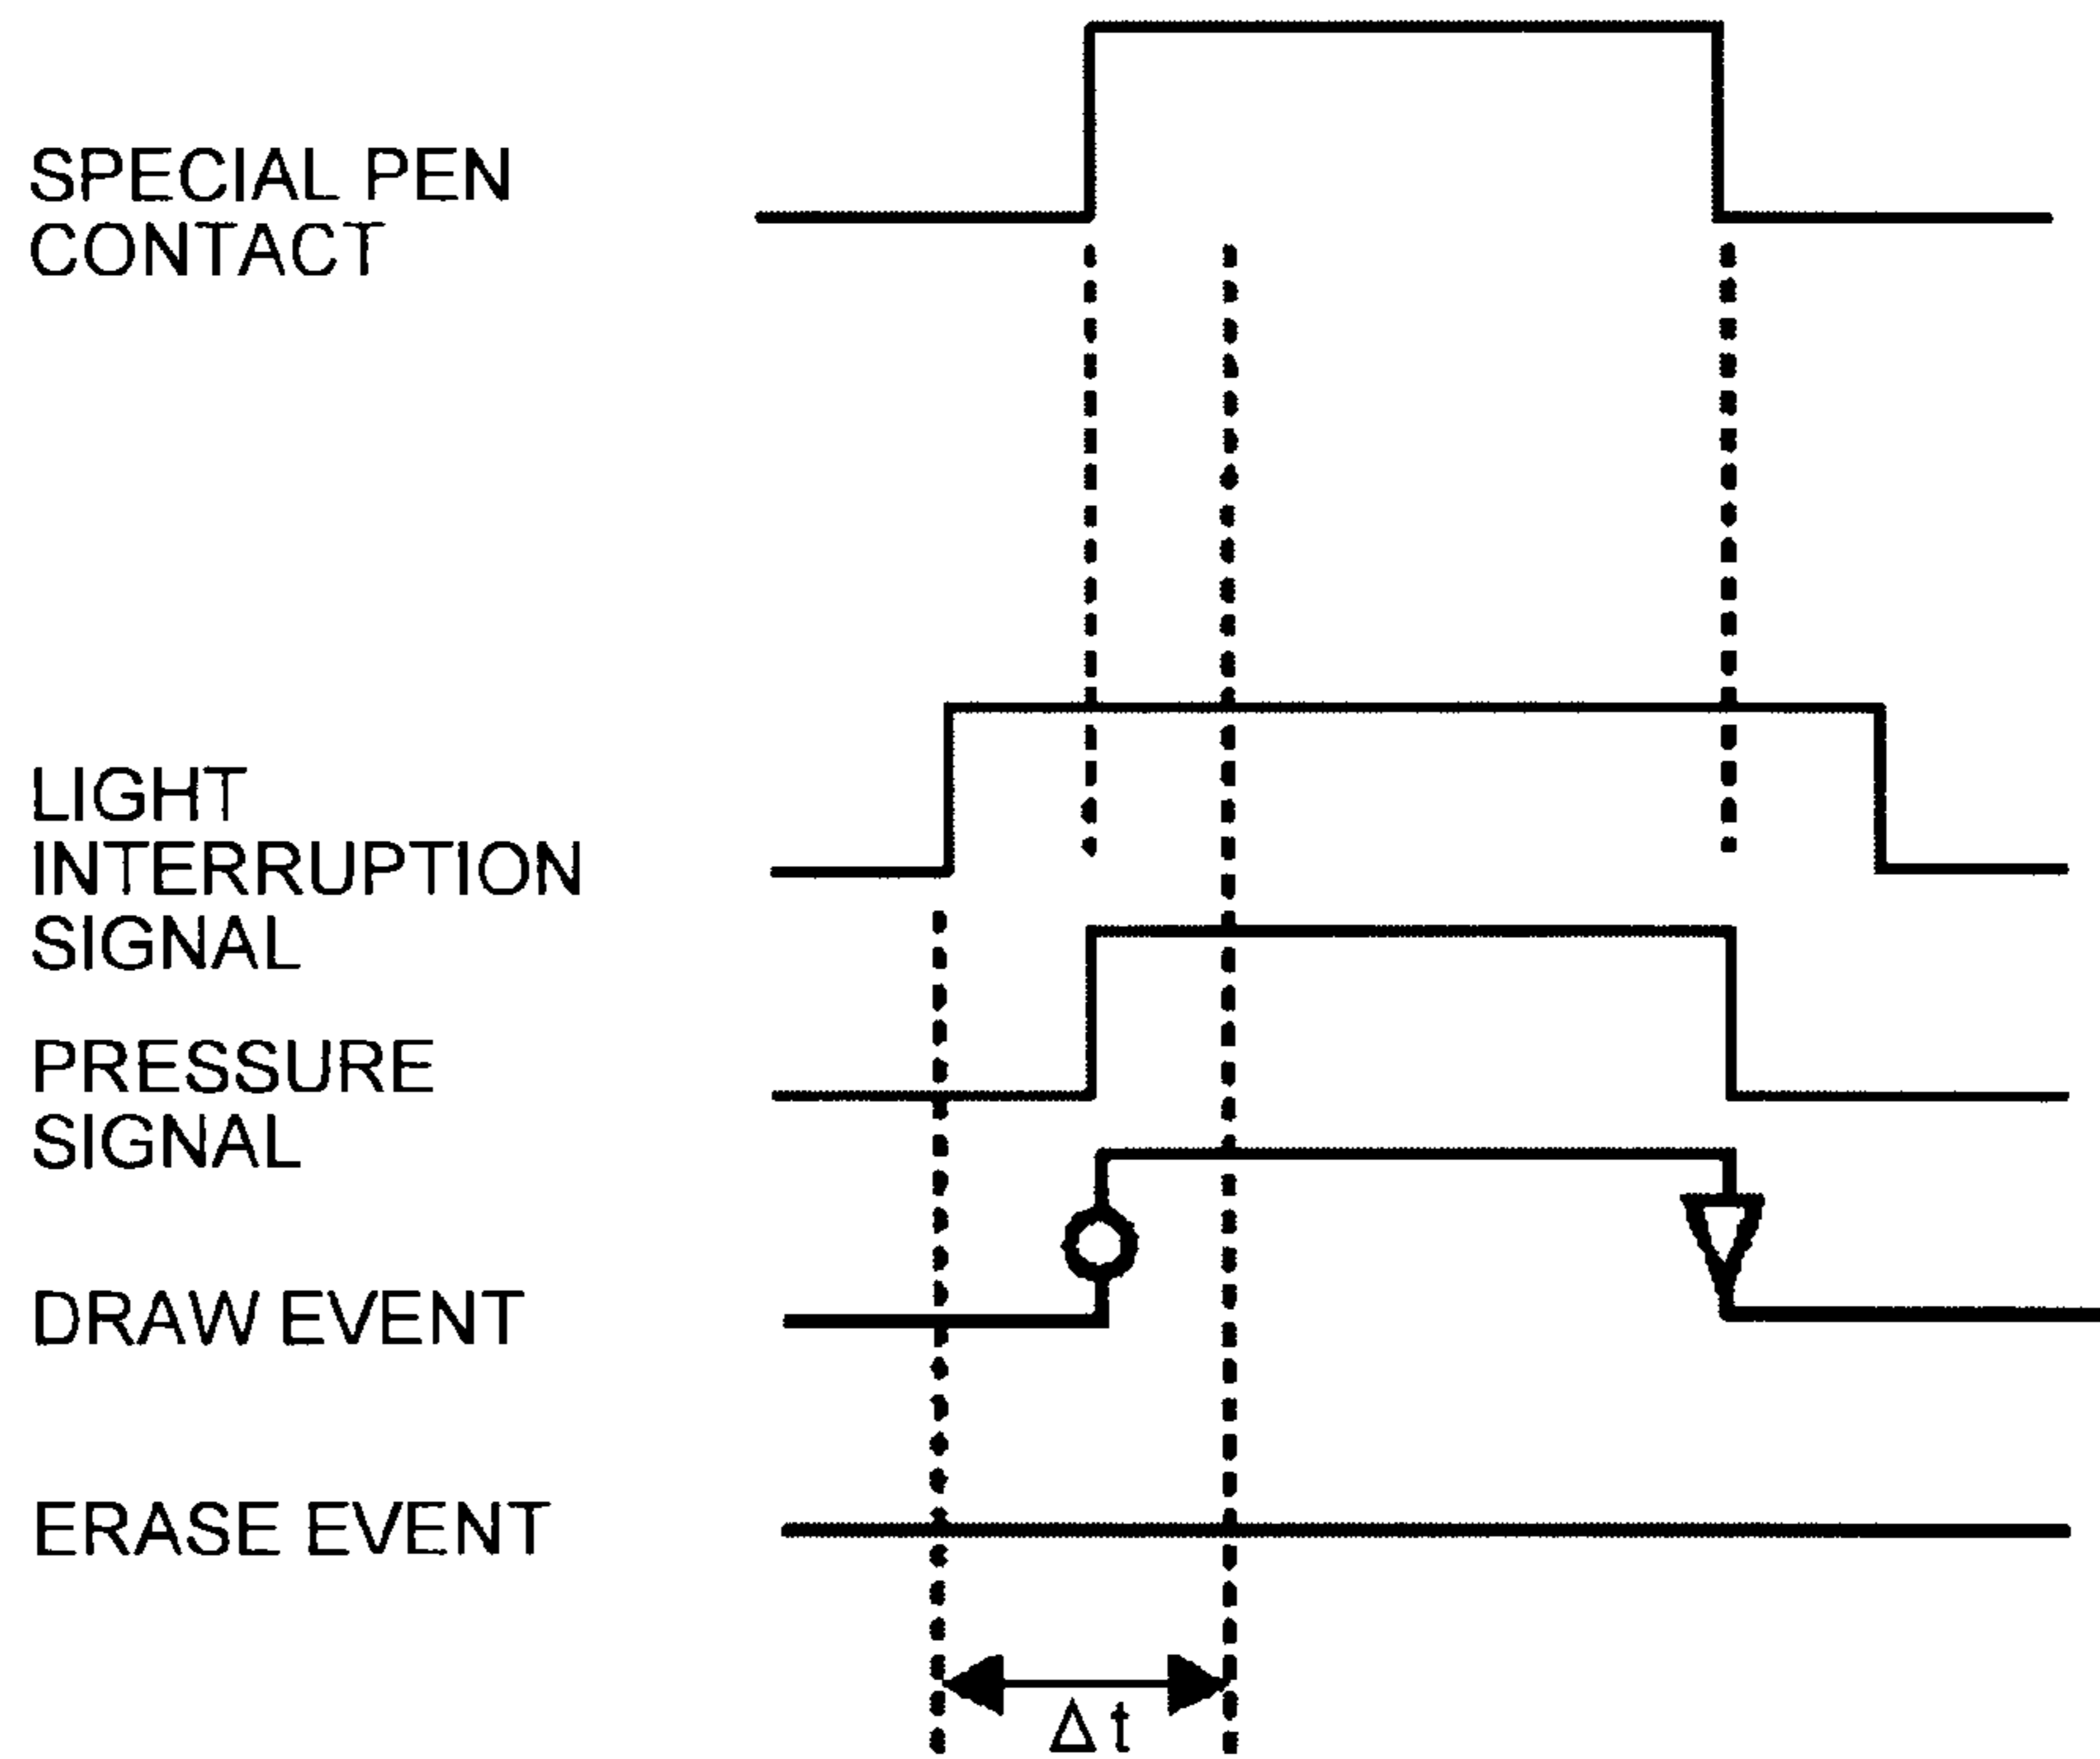 SPECIAL PEN
CONTACT
LIGHT
INTERRUPTION
SIGNAL
PRESSURE
SIGNAL
DRAW EVENT
ERASE EVENT
Δt